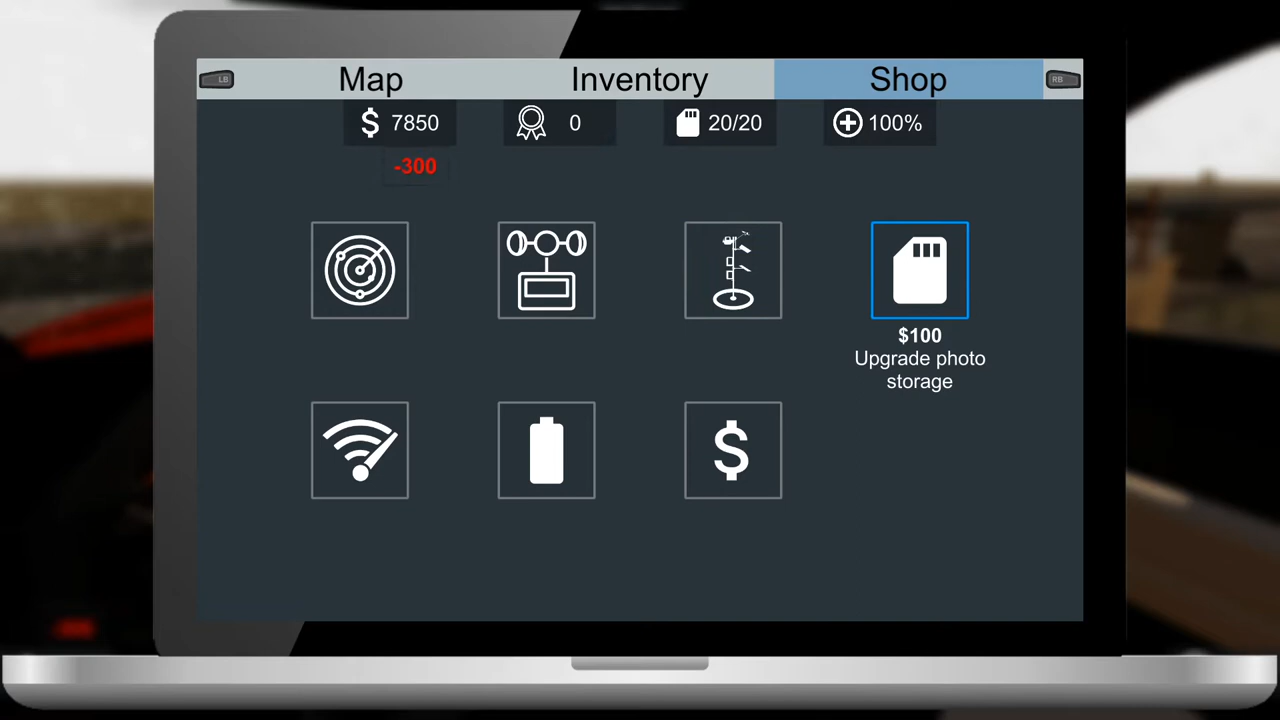 LB
Map
Inventory
Shop
RB
$ 7850
0
20/20
100%
-300
$100
Upgrade photo
storage
$